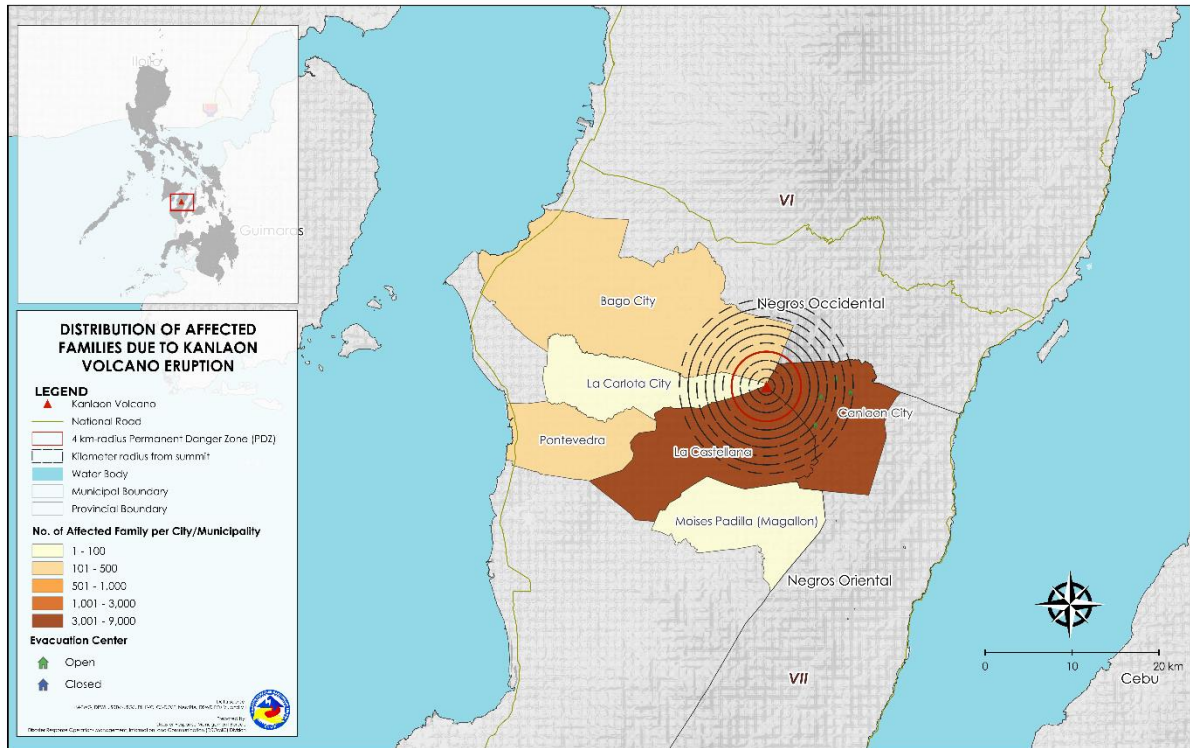 Iloilo
Guimaras
DISTRIBUTION OF AFFECTED
FAMILIES DUE TO KANLAON
VOLCANO ERUPTION
LEGEND
Kanlaon Volcano
National Road
4 km-radius Permanent Danger Zone (PDZ)
Kilometer radius from summit
Water Body
Municipal Boundary
Provincial Boundary
No. of Affected Family per City/Municipality
1 - 100
101 - 500
501 - 1,000
1,001 - 3,000
3,001 - 9,000
Evacuation Center
Open
Closed
Prepared by:
VI
Bago City
Negros Occidental
La Carlota City
Canlaon City
Pontevedra
La Castellana
Moises Padilla (Magallon)
Negros Oriental
VII
0 10 20 km
Cebu